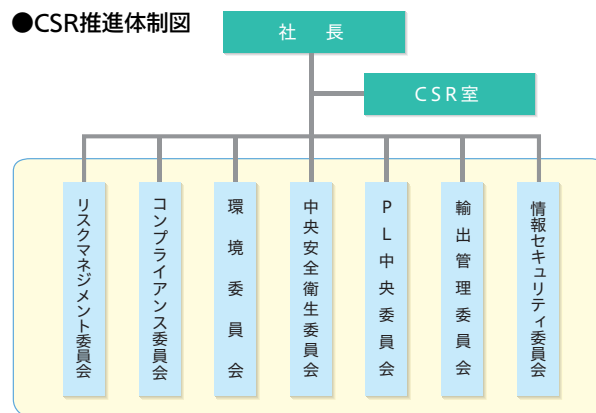 ●CSR推進体制図
社長
CSR室
リスクマネジメント委員会
コンプライアンス委員会
環境委員会
中央安全衛生委員会
PL中央委員会
輸出管理委員会
情報セキュリティ委員会